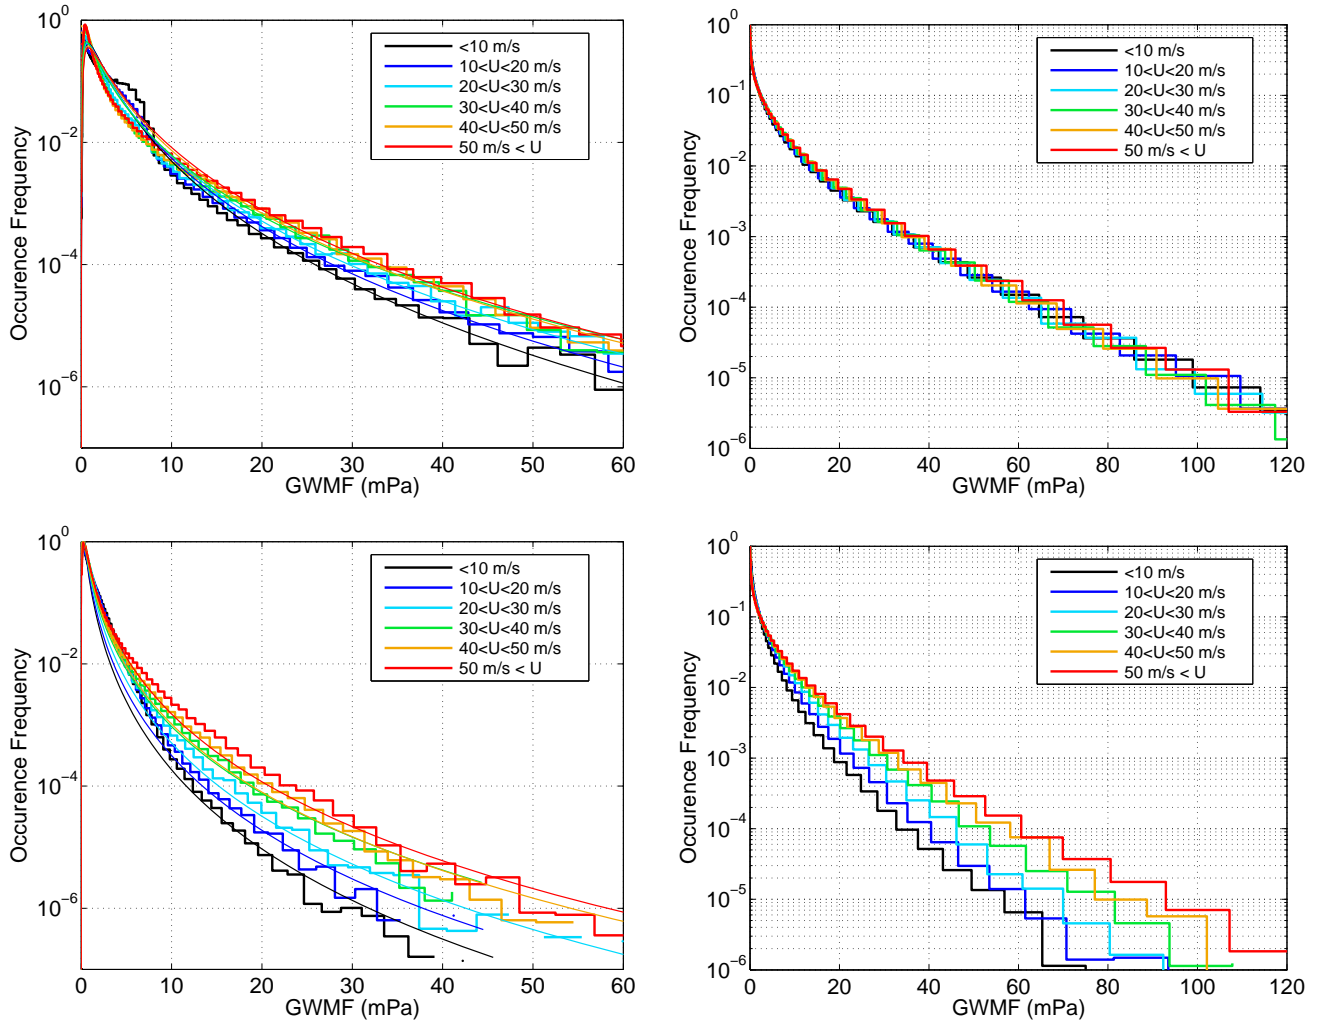 10^0
10^-2
10^-4
10^-6
Occurence Frequency
<10 m/s
10<U<20 m/s
20<U<30 m/s
30<U<40 m/s
40<U<50 m/s
50 m/s < U
0 10 20 30 40 50 60
GWMF (mPa)
10^0
10^-1
10^-2
10^-3
10^-4
10^-5
10^-6
Occurence Frequency
<10 m/s
10<U<20 m/s
20<U<30 m/s
30<U<40 m/s
40<U<50 m/s
50 m/s < U
0 20 40 60 80 100 120
GWMF (mPa)
10^0
10^-2
10^-4
10^-6
Occurence Frequency
<10 m/s
10<U<20 m/s
20<U<30 m/s
30<U<40 m/s
40<U<50 m/s
50 m/s < U
0 10 20 30 40 50 60
GWMF (mPa)
10^0
10^-1
10^-2
10^-3
10^-4
10^-5
10^-6
Occurence Frequency
<10 m/s
10<U<20 m/s
20<U<30 m/s
30<U<40 m/s
40<U<50 m/s
50 m/s < U
0 20 40 60 80 100 120
GWMF (mPa)